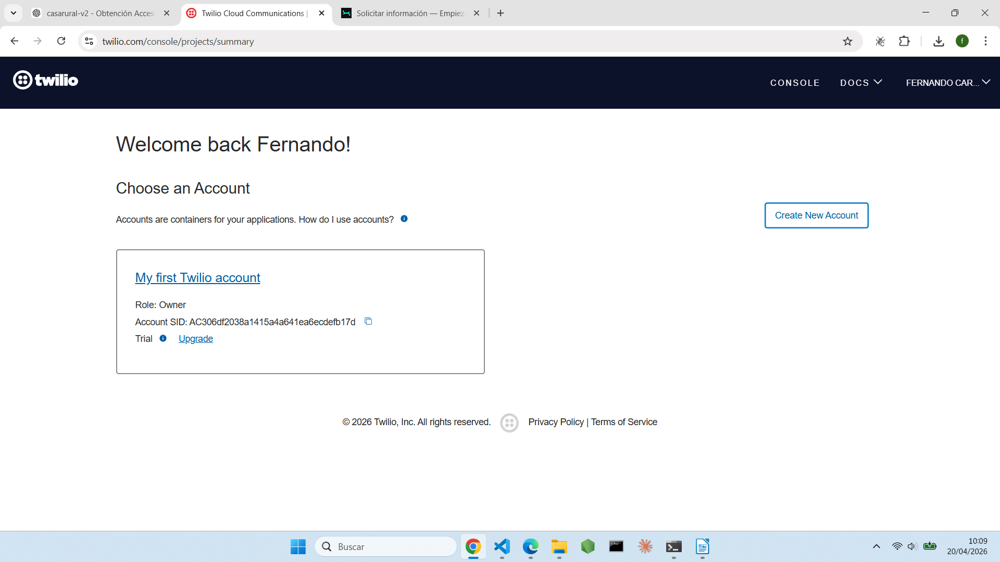 casarural-v2 - Obtención Acces
Twilio Cloud Communications |
Solicitar información — Empiez
twilio.com/console/projects/summary
f
twilio
CONSOLE
DOCS
FERNANDO CAR...
Welcome back Fernando!
Choose an Account
Accounts are containers for your applications. How do I use accounts?
Create New Account
My first Twilio account
Role: Owner
Account SID: AC306df2038a1415a4a641ea6ecdefb17d
Trial
Upgrade
© 2026 Twilio, Inc. All rights reserved.
Privacy Policy | Terms of Service
Buscar
10:09
20/04/2026